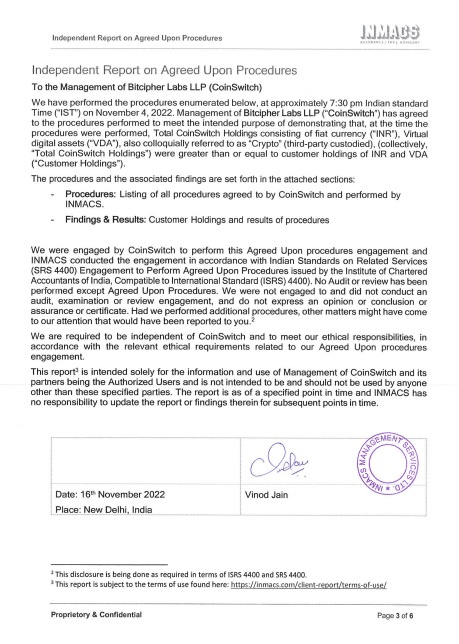 Independent Report on Agreed Upon Procedures
INMACS
Independent Report on Agreed Upon Procedures
To the Management of Bitcipher Labs LLP (CoinSwitch)
We have performed the procedures enumerated below, at approximately 7:30 pm Indian standard
Time ("IST") on November 4, 2022. Management of Bitcipher Labs LLP ("CoinSwitch") has agreed
to the procedures performed to meet the intended purpose of demonstrating that, at the time the
procedures were performed, Total CoinSwitch Holdings consisting of fiat currency ("INR"), Virtual
digital assets ("VDA"), also colloquially referred to as "Crypto" (third-party custodied), (collectively,
"Total CoinSwitch Holdings") were greater than or equal to customer holdings of INR and VDA
("Customer Holdings").
The procedures and the associated findings are set forth in the attached sections:
- Procedures: Listing of all procedures agreed to by CoinSwitch and performed by
INMACS.
- Findings & Results: Customer Holdings and results of procedures
We were engaged by CoinSwitch to perform this Agreed Upon procedures engagement and
INMACS conducted the engagement in accordance with Indian Standards on Related Services
(SRS 4400) Engagement to Perform Agreed Upon Procedures issued by the Institute of Chartered
Accountants of India, Compatible to International Standard (ISRS) 4400). No Audit or review has been
performed except Agreed Upon Procedures. We were not engaged to and did not conduct an
audit, examination or review engagement, and do not express an opinion or conclusion or
assurance or certificate. Had we performed additional procedures, other matters might have come
to our attention that would have been reported to you.2
We are required to be independent of CoinSwitch and to meet our ethical responsibilities, in
accordance with the relevant ethical requirements related to our Agreed Upon procedures
engagement.
This report3 is intended solely for the information and use of Management of CoinSwitch and its
partners being the Authorized Users and is not intended to be and should not be used by anyone
other than these specified parties. The report is as of a specified point in time and INMACS has
no responsibility to update the report or findings therein for subsequent points in time.
INMACS MANAGEMENT SERVICES LTD.
Date: 16th November 2022
Vinod Jain
Place: New Delhi, India
2 This disclosure is being done as required in terms of ISRS 4400 and SRS 4400.
3 This report is subject to the terms of use found here: https://inmacs.com/client-report/terms-of-use/
Proprietory & Confidential
Page 3 of 6